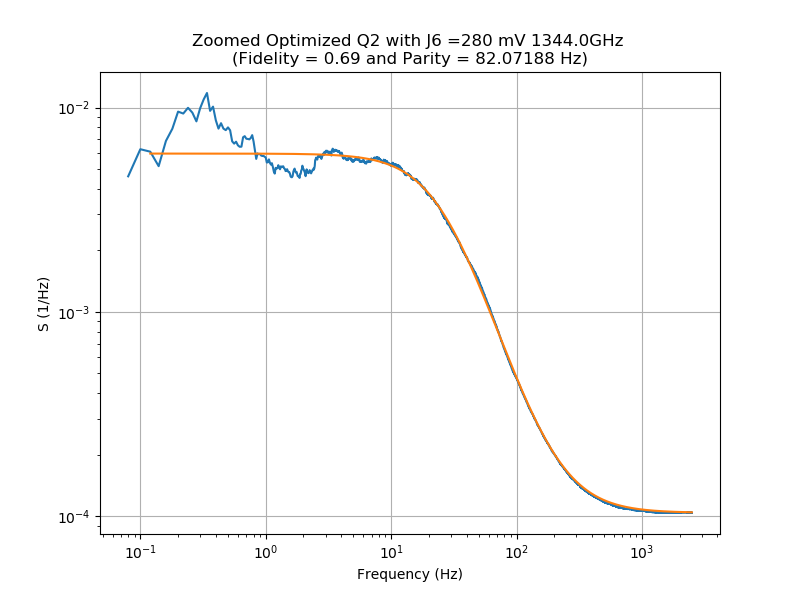 Zoomed Optimized Q2 with J6 =280 mV 1344.0GHz
(Fidelity = 0.69 and Parity = 82.07188 Hz)
S (1/Hz)
10⁻²
10⁻³
10⁻⁴
10⁻¹ 10⁰ 10¹ 10² 10³
Frequency (Hz)